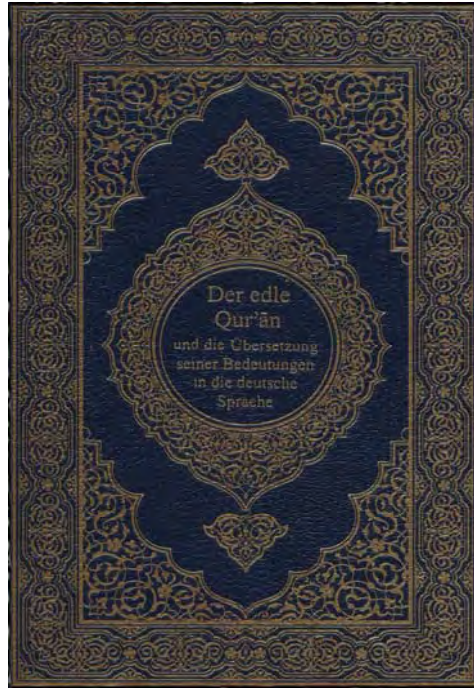 Der edle
Qur'ān
und die Übersetzung
seiner Bedeutungen
in die deutsche
Sprache